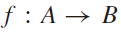 f : A → B